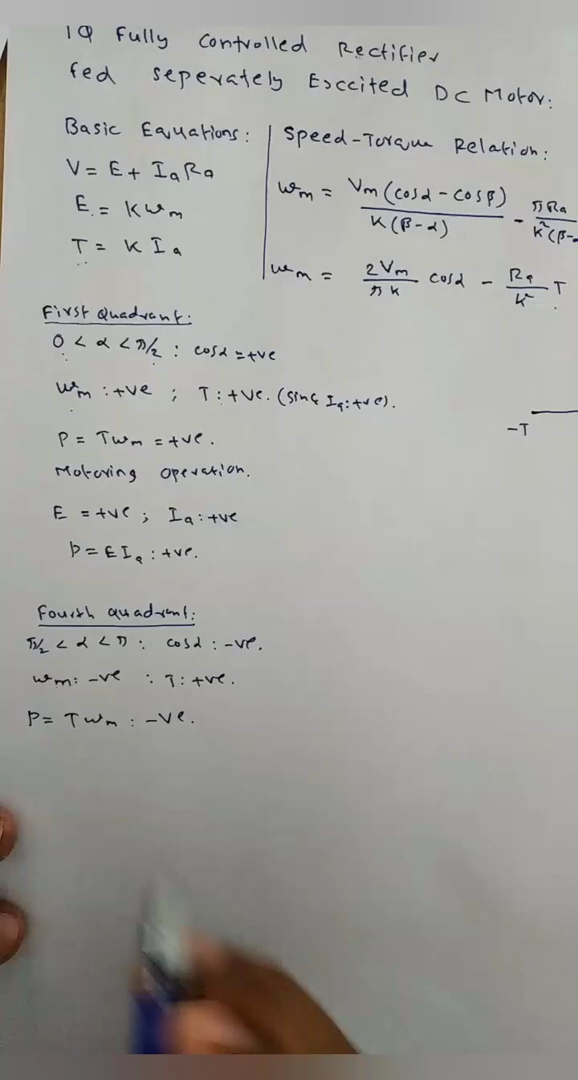 1Φ Fully Controlled Rectifier
fed seperately Excited DC Motor:
Basic Equations:
V = E + IaRa
E = Kωm
T = K Ia
Speed-Torque Relation:
ωm = Vm (cosα - cosβ) / K(β-α) - πRa / K²(β-α
ωm = 2Vm / πK cosα - Ra / K² T
First Quadrant:
0 < α < π/2 : cosα = +ve
ωm : +ve ; T : +ve. (since Ia : +ve).
P = Tωm = +ve.
Motoring operation.
E = +ve ; Ia : +ve
P = EIa : +ve.
-T
Fourth quadrant:
π/2 < α < π : cosα : -ve.
ωm : -ve : T : +ve.
P = Tωm : -ve.